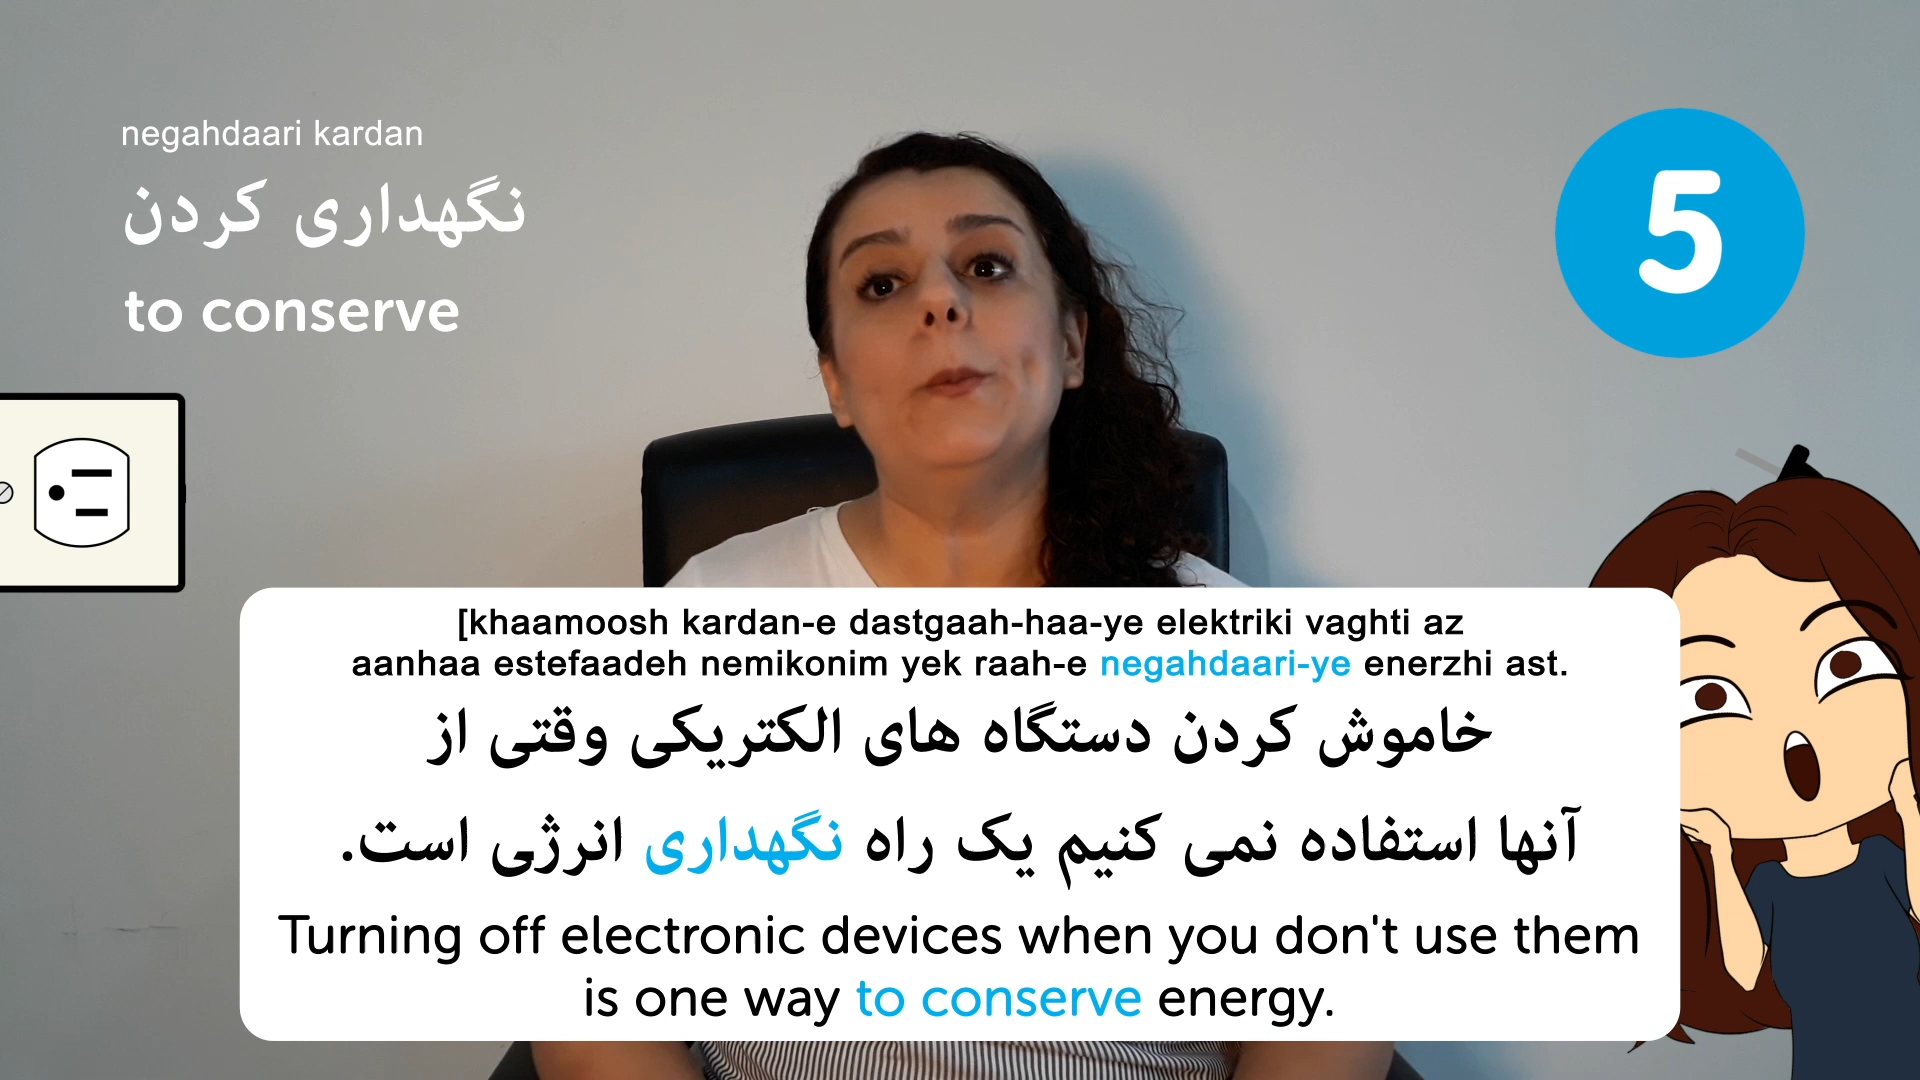 negahdaari kardan
نگهداری کردن
to conserve
5
[khaamoosh kardan-e dastgaah-haa-ye elektriki vaghti az
aanhaa estefaadeh nemikonim yek raah-e negahdaari-ye enerzhi ast.
خاموش کردن دستگاه های الکتریکی وقتی از
آنها استفاده نمی کنیم یک راه نگهداری انرژی است.
Turning off electronic devices when you don't use them
is one way to conserve energy.